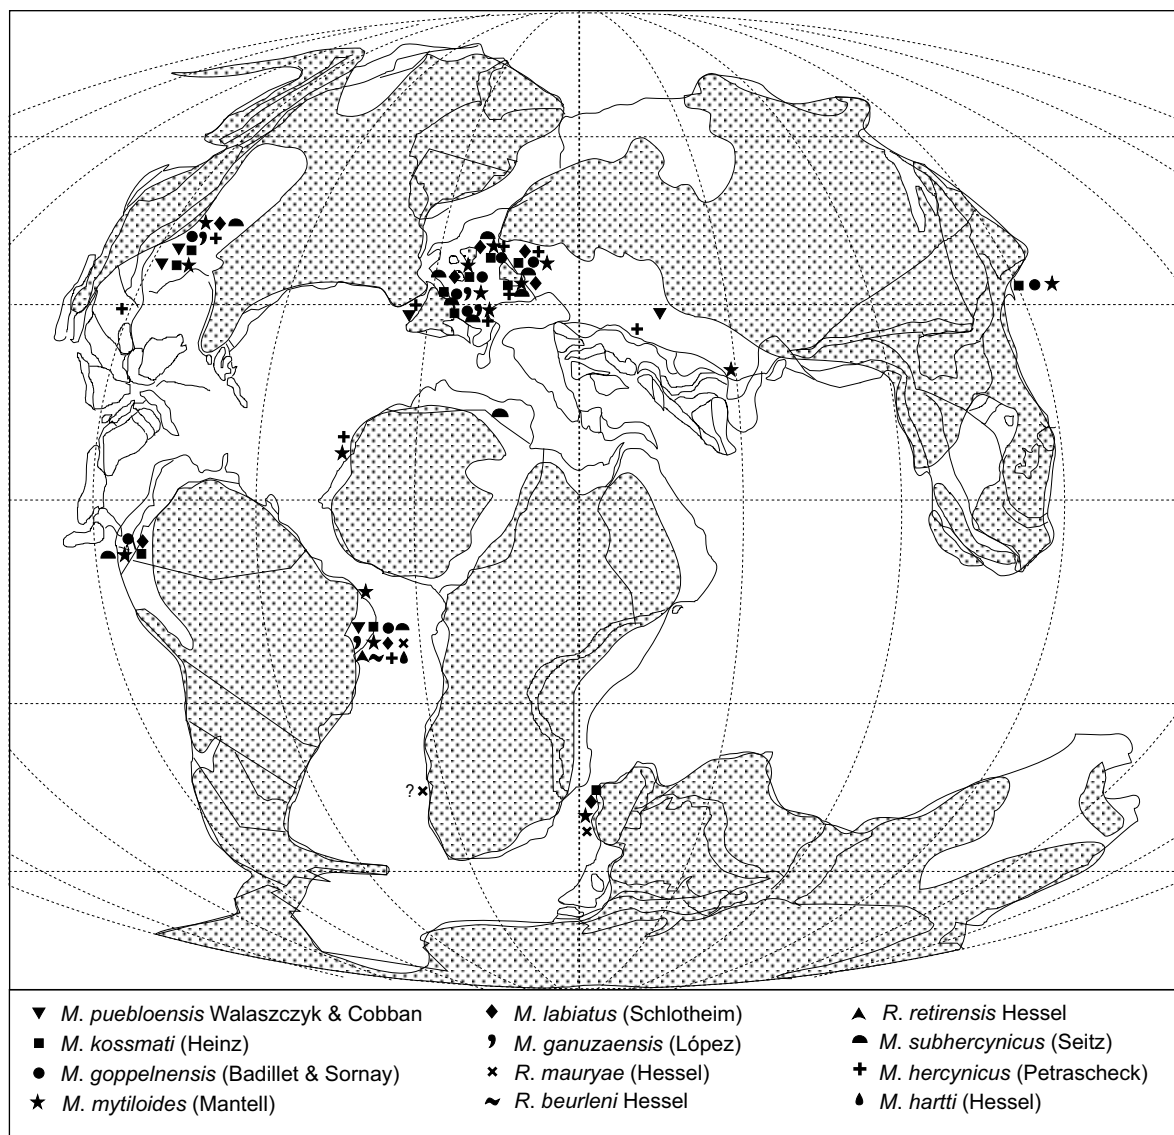 ?
M. puebloensis Walaszczyk & Cobban
M. kossmati (Heinz)
M. goppelnensis (Badillet & Sornay)
M. mytiloides (Mantell)
M. labiatus (Schlotheim)
M. ganuzaensis (López)
R. mauryae (Hessel)
R. beurleni Hessel
R. retirensis Hessel
M. subhercynicus (Seitz)
M. hercynicus (Petrascheck)
M. hartti (Hessel)